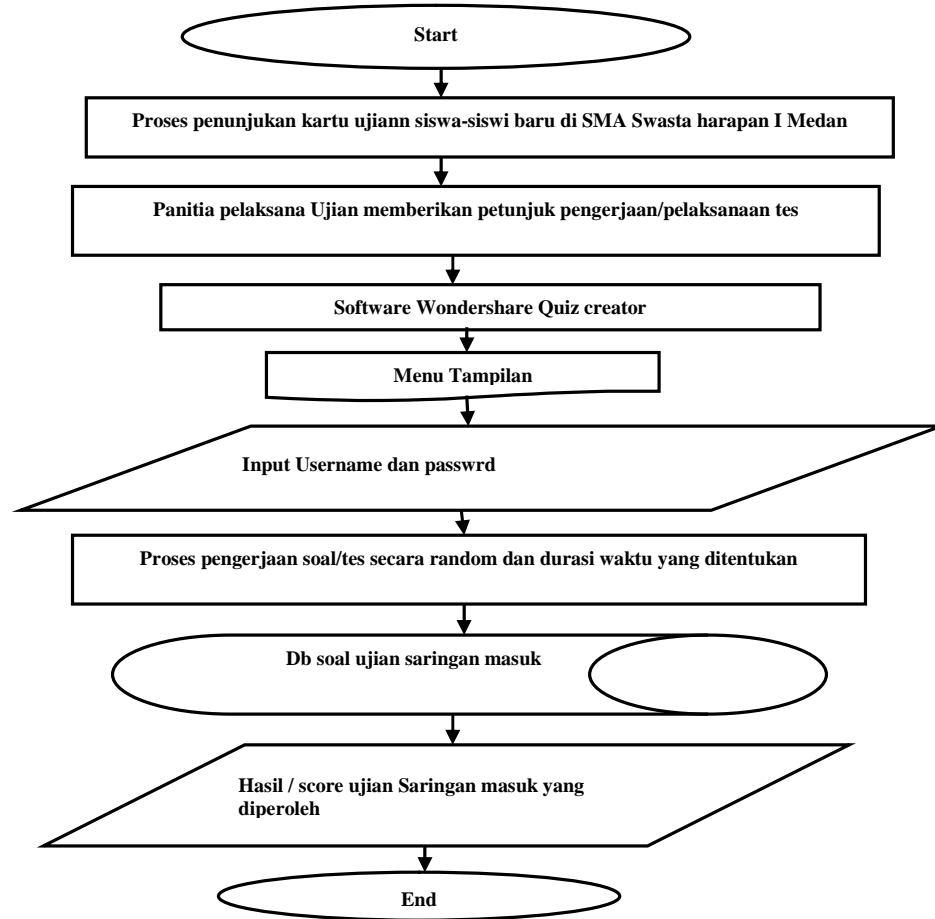 Start
Proses penunjukan kartu ujiann siswa-siswi baru di SMA Swasta harapan I Medan
Panitia pelaksana Ujian memberikan petunjuk pengerjaan/pelaksanaan tes
Software Wondershare Quiz creator
Menu Tampilan
Input Username dan passwrd
Proses pengerjaan soal/tes secara random dan durasi waktu yang ditentukan
Db soal ujian saringan masuk
Hasil / score ujian Saringan masuk yang
diperoleh
End